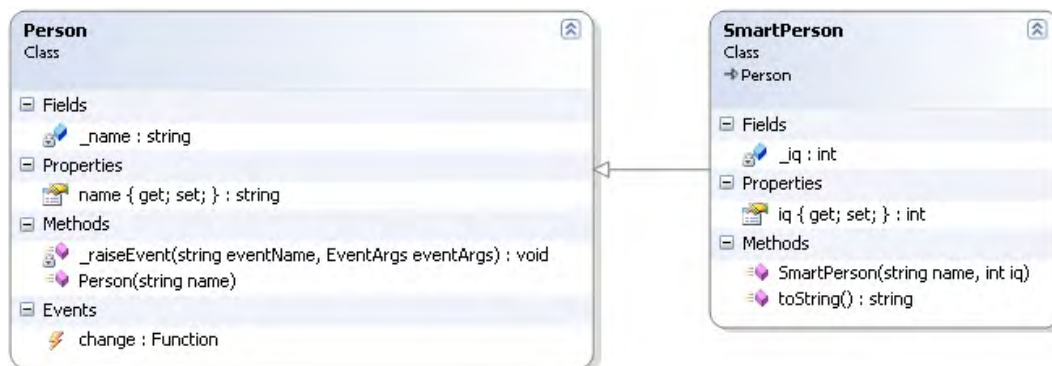 Person
Class
Fields
_name : string
Properties
name { get; set; } : string
Methods
_raiseEvent(string eventName, EventArgs eventArgs) : void
Person(string name)
Events
change : Function
SmartPerson
Class
Person
Fields
_iq : int
Properties
iq { get; set; } : int
Methods
SmartPerson(string name, int iq)
toString() : string